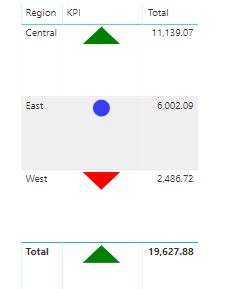 Region KPI Total
Central 11,139.07
East 6,002.09
West 2,486.72
Total 19,627.88